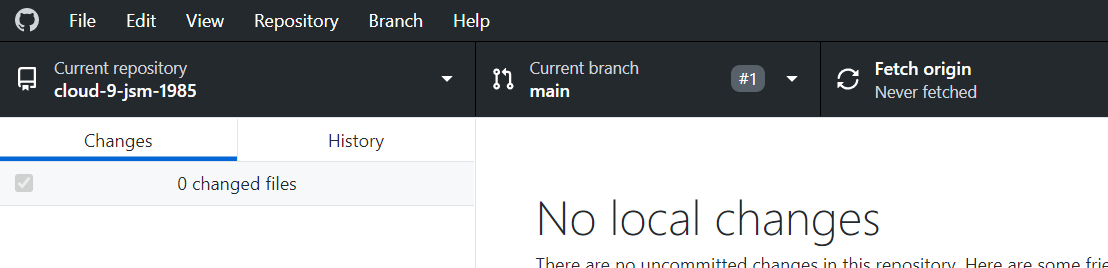 File Edit View Repository Branch Help
Current repository
cloud-9-jsm-1985
Current branch
main
#1
Fetch origin
Never fetched
Changes
History
0 changed files
No local changes
There are no uncommitted changes in this repository. Here are some